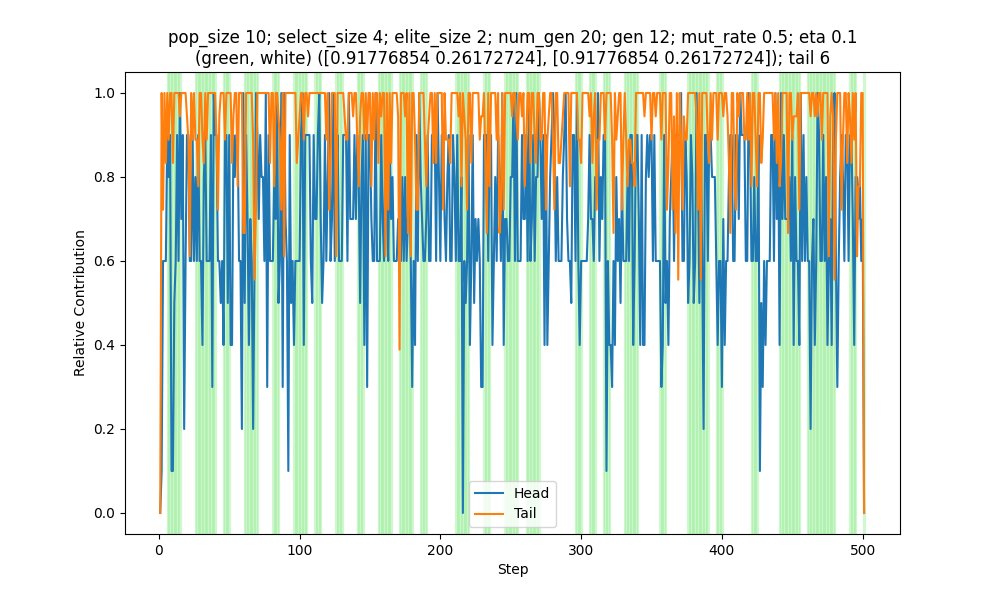 pop_size 10; select_size 4; elite_size 2; num_gen 20; gen 12; mut_rate 0.5; eta 0.1
(green, white) ([0.91776854 0.26172724], [0.91776854 0.26172724]); tail 6
Relative Contribution
1.0
0.8
0.6
0.4
0.2
0.0
Head
Tail
0
100
200
300
400
500
Step